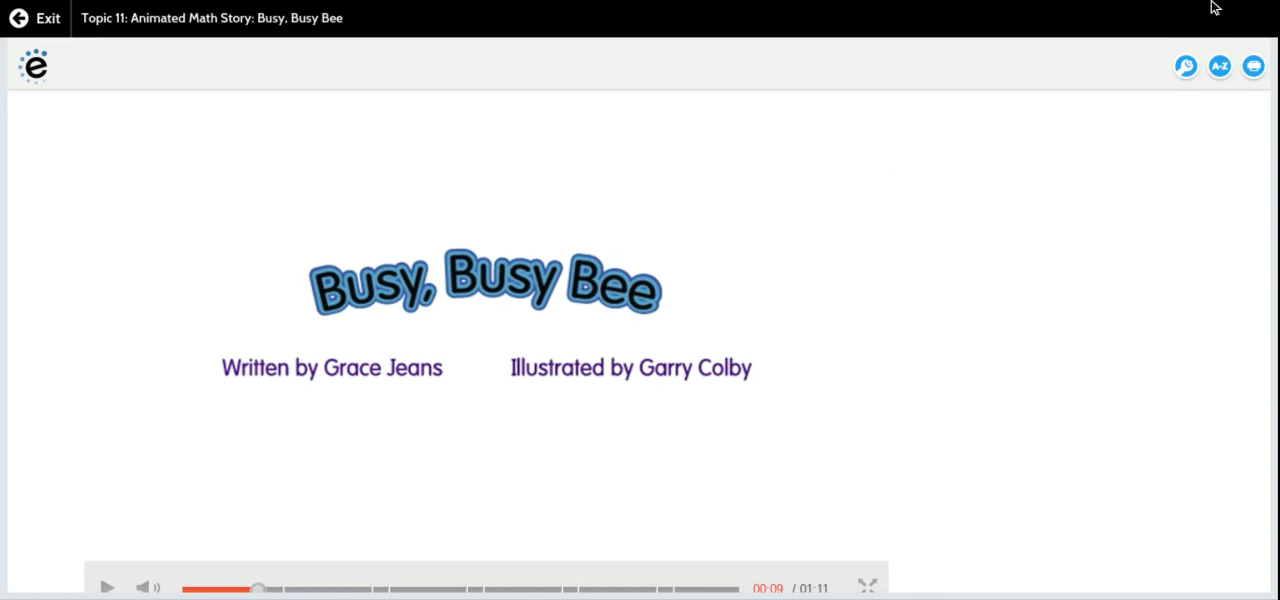 Exit Topic 11: Animated Math Story: Busy, Busy Bee
e A-Z
Busy, Busy Bee
Written by Grace Jeans Illustrated by Garry Colby
00:09 / 01:11